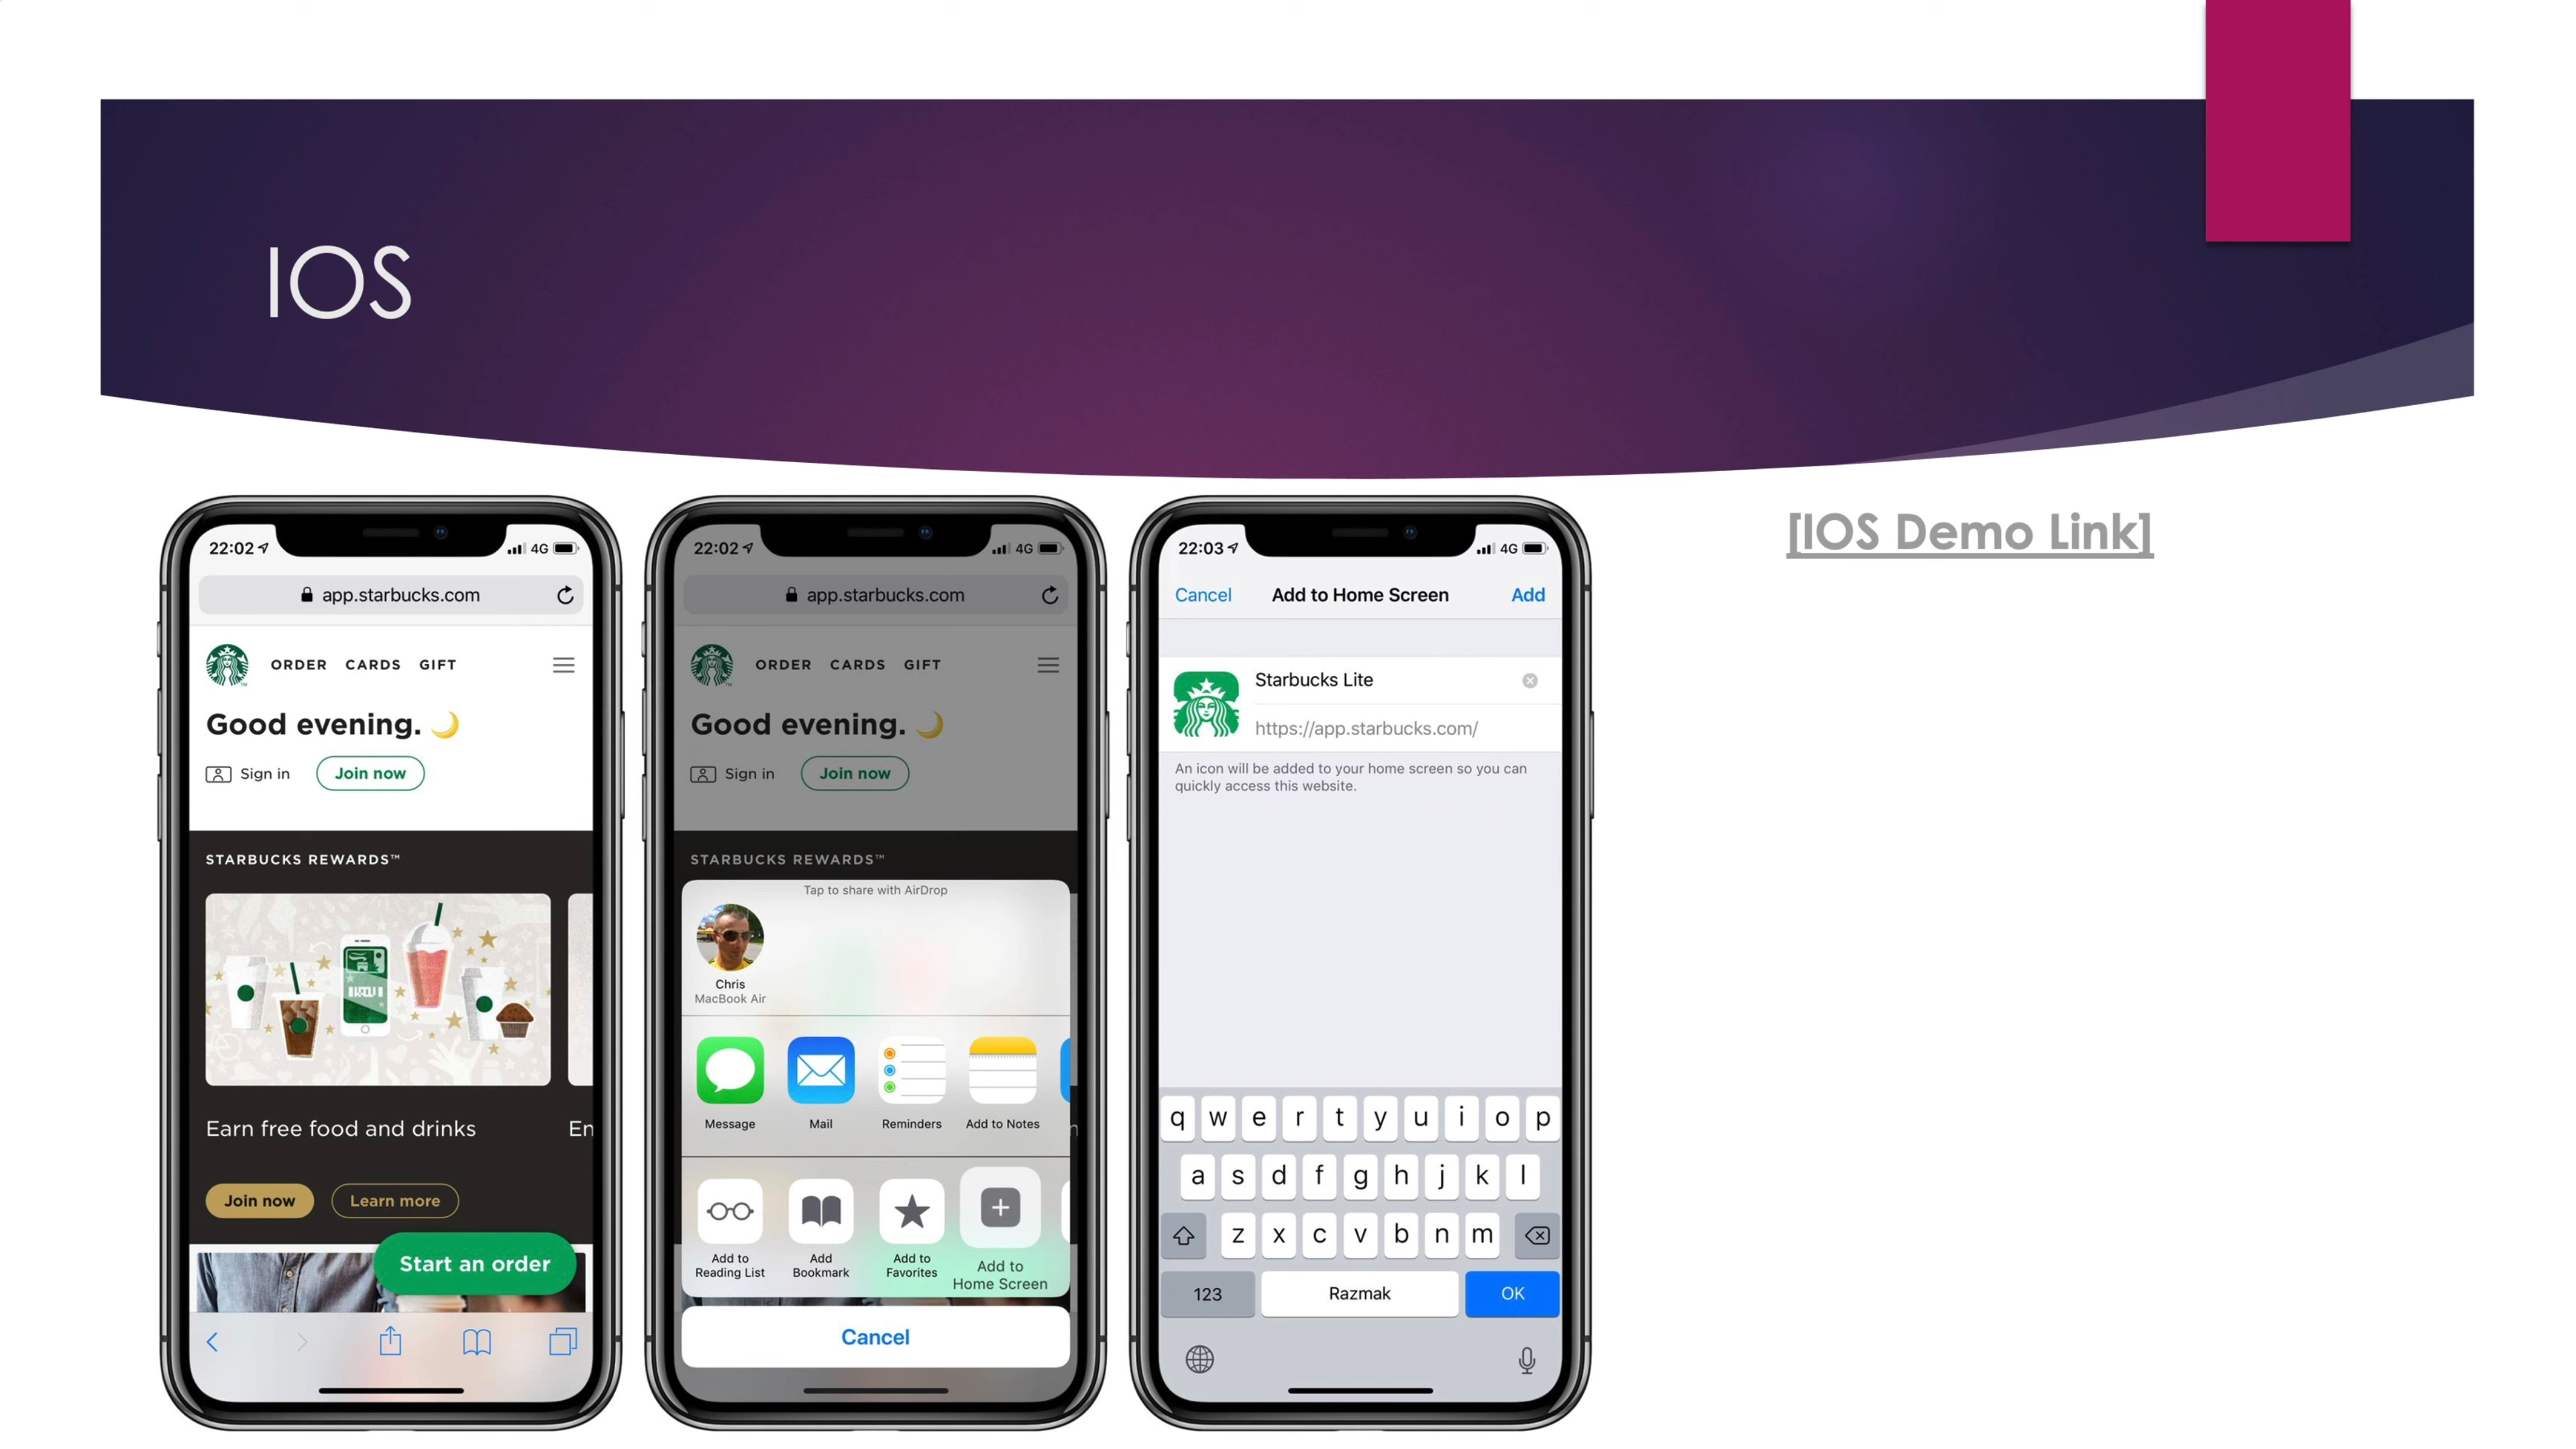 IOS
[IOS Demo Link]
22:02
4G
app.starbucks.com
ORDER CARDS GIFT
Good evening. 🌙
Sign in Join now
STARBUCKS REWARDS™
Earn free food and drinks
En
Join now Learn more
Start an order
22:02
4G
app.starbucks.com
ORDER CARDS GIFT
Good evening. 🌙
Sign in Join now
STARBUCKS REWARDS™
Tap to share with AirDrop
Chris
MacBook Air
Message Mail Reminders Add to Notes
Add to
Reading List
Add
Bookmark
Add to
Favorites
Add to
Home Screen
Cancel
22:03
4G
Cancel Add to Home Screen Add
Starbucks Lite
https://app.starbucks.com/
An icon will be added to your home screen so you can
quickly access this website.
q w e r t y u i o p
a s d f g h j k l
z x c v b n m
123 Razmak OK